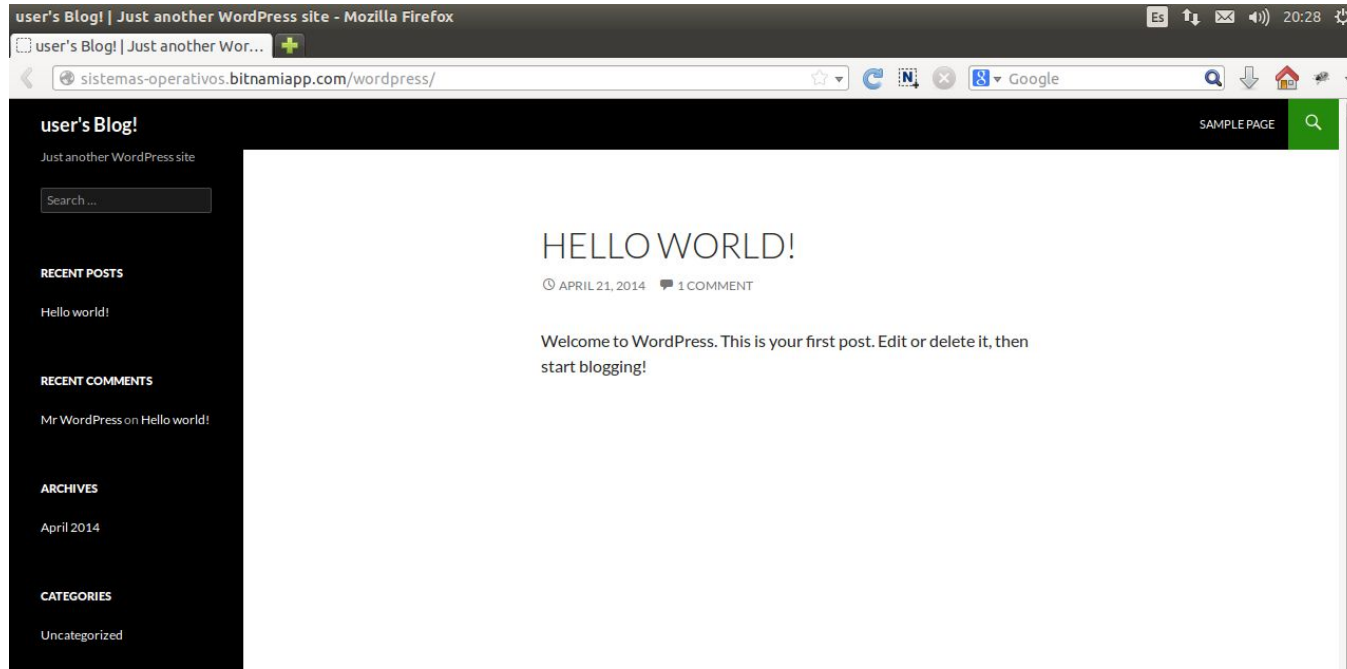 user's Blog! | Just another WordPress site - Mozilla Firefox
Es 20:28
user's Blog! | Just another Wor...
sistemas-operativos.bitnamiapp.com/wordpress/
8 Google
user's Blog!
SAMPLE PAGE
Just another WordPress site
Search ...
HELLO WORLD!
APRIL 21, 2014 1 COMMENT
Welcome to WordPress. This is your first post. Edit or delete it, then
start blogging!
RECENT POSTS
Hello world!
RECENT COMMENTS
Mr WordPress on Hello world!
ARCHIVES
April 2014
CATEGORIES
Uncategorized